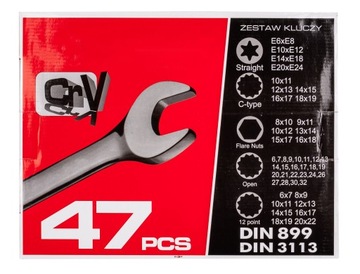 ZESTAW KLUCZY
CrV
E6xE8
E10xE12
E14xE18
E20xE24
Straight
10x11
12x13 14x15
16x17 18x19
C-type
8x10 9x11
10x12 13x14
15x17 16x18
Flare Nuts
6,7,8,9,10,11,12,13
14,15,16,17,18,19
20,21,22,23,24,26
27,28,30,32
Open
6x7 8x9
10x11 12x13
14x15 16x17
18x19 20x22
12 point
47 PCS
DIN 899
DIN 3113